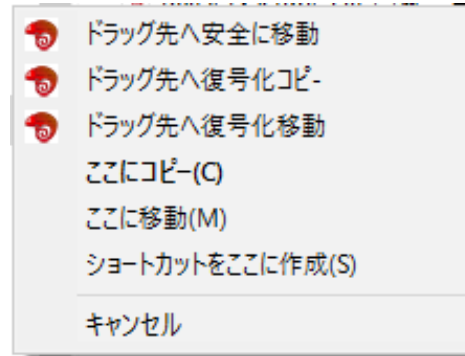 ドラッグ先へ安全に移動
ドラッグ先へ復号化コピ-
ドラッグ先へ復号化移動
ここにコピー(C)
ここに移動(M)
ショートカットをここに作成(S)
キャンセル